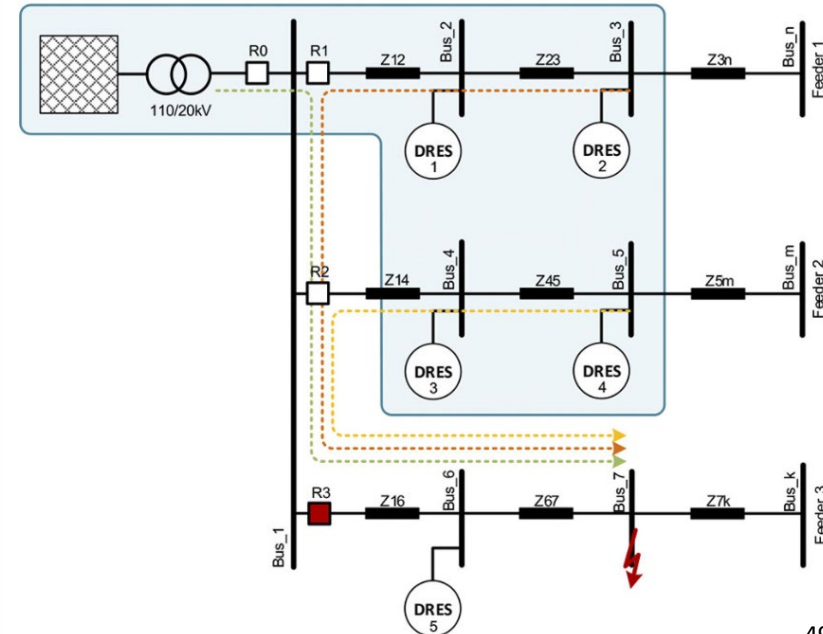 R0
R1
Z12
Bus_2
Z23
Bus_3
Z3n
Bus_n
Feeder 1
110/20kV
DRES
1
DRES
2
R2
Z14
Bus_4
Z45
Bus_5
Z5m
Bus_m
Feeder 2
DRES
3
DRES
4
R3
Z16
Bus_6
Z67
Bus_7
Z7k
Bus_k
Feeder 3
Bus_1
DRES
5